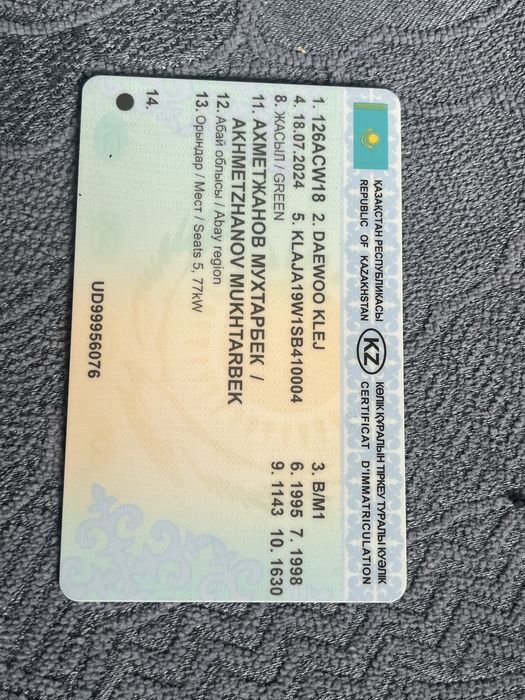 ҚАЗАҚСТАН РЕСПУБЛИКАСЫ
REPUBLIC OF KAZAKHSTAN
KZ
КӨЛІК ҚҰРАЛЫН ТІРКЕУ ТУРАЛЫ КУӘЛІК
CERTIFICAT D'IMMATRICULATION
1. 126ACW18 2. DAEWOO KLEJ 3. B/M1
4. 18.07.2024 5. KLAJA19W1SB410004 6. 1995 7. 1998
8. ЖАСЫЛ / GREEN 9. 1143 10. 1630
11. АХМЕТЖАНОВ МУХТАРБЕК /
AKHMETZHANOV MUKHTARBEK
12. Абай облысы / Abay region
13. Орындар / Мест / Seats 5, 77kW
14.
UD99956076